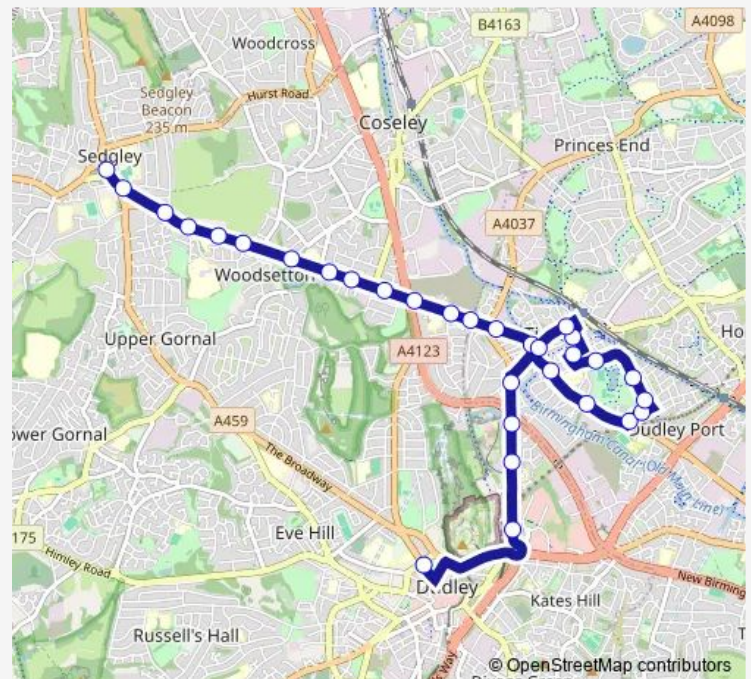 A4098
B4163
Woodcross
Sedgley
Beacon
235 m
Hurst Road
Coseley
Princes End
Sedgley
A4037
Woodsetton
Ho
Upper Gornal
A4123
A459
ower Gornal
Dudley Port
Birmingham Canal (Old Main Line)
The Broadway
175
Eve Hill
Himley Road
New Birming
Dudley
Kates Hill
Russell's Hall
© OpenStreetMap contributors